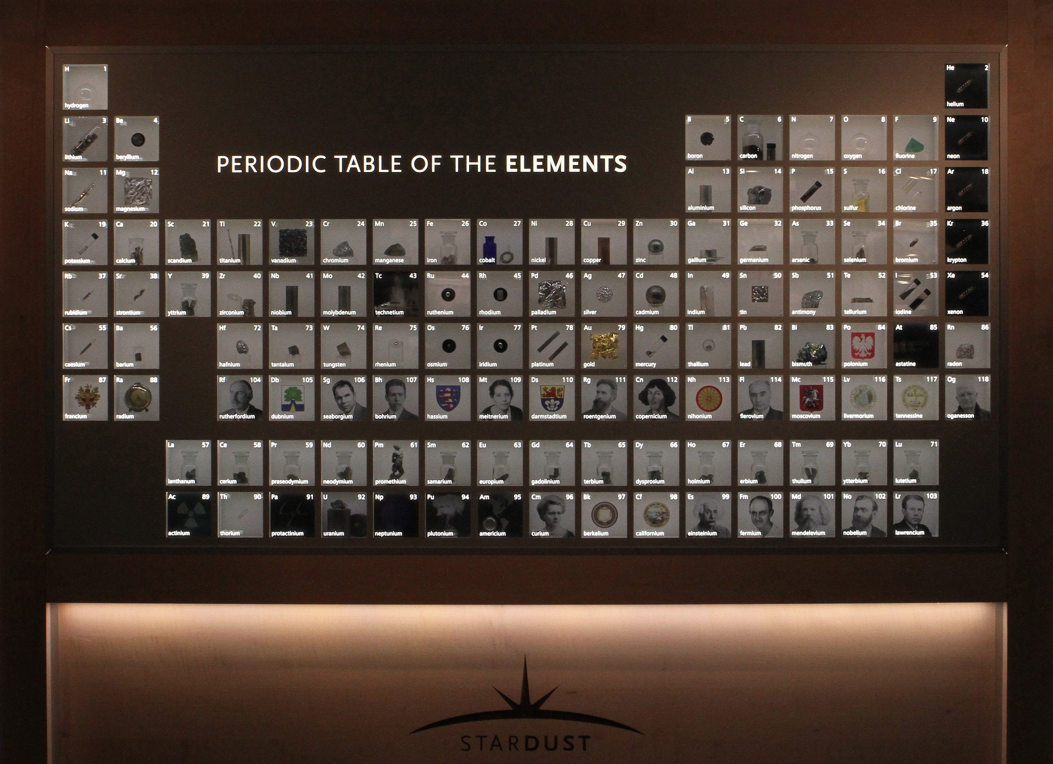 H 1
hydrogen
He 2
helium
Li 3
lithium
Be 4
beryllium
B 5
boron
C 6
carbon
N 7
nitrogen
O 8
oxygen
F 9
fluorine
Ne 10
neon
PERIODIC TABLE OF THE ELEMENTS
Na 11
sodium
Mg 12
magnesium
Al 13
aluminium
Si 14
silicon
P 15
phosphorus
S 16
sulfur
Cl 17
chlorine
Ar 18
argon
K 19
potassium
Ca 20
calcium
Sc 21
scandium
Ti 22
titanium
V 23
vanadium
Cr 24
chromium
Mn 25
manganese
Fe 26
iron
Co 27
cobalt
Ni 28
nickel
Cu 29
copper
Zn 30
zinc
Ga 31
gallium
Ge 32
germanium
As 33
arsenic
Se 34
selenium
Br 35
bromium
Kr 36
krypton
Rb 37
rubidium
Sr 38
strontium
Y 39
yttrium
Zr 40
zirconium
Nb 41
niobium
Mo 42
molybdenum
Tc 43
technetium
Ru 44
ruthenium
Rh 45
rhodium
Pd 46
palladium
Ag 47
silver
Cd 48
cadmium
In 49
indium
Sn 50
tin
Sb 51
antimony
Te 52
tellurium
I 53
iodine
Xe 54
xenon
Cs 55
caesium
Ba 56
barium
Hf 72
hafnium
Ta 73
tantalum
W 74
tungsten
Re 75
rhenium
Os 76
osmium
Ir 77
iridium
Pt 78
platinum
Au 79
gold
Hg 80
mercury
Tl 81
thallium
Pb 82
lead
Bi 83
bismuth
Po 84
polonium
At 85
astatine
Rn 86
radon
Fr 87
francium
Ra 88
radium
Rf 104
rutherfordium
Db 105
dubnium
Sg 106
seaborgium
Bh 107
bohrium
Hs 108
hassium
Mt 109
meitnerium
Ds 110
darmstadtium
Rg 111
roentgenium
Cn 112
copernicium
Nh 113
nihonium
Fl 114
flerovium
Mc 115
moscovium
Lv 116
livermorium
Ts 117
tennessine
Og 118
oganesson
La 57
lanthanum
Ce 58
cerium
Pr 59
praseodymium
Nd 60
neodymium
Pm 61
promethium
Sm 62
samarium
Eu 63
europium
Gd 64
gadolinium
Tb 65
terbium
Dy 66
dysprosium
Ho 67
holmium
Er 68
erbium
Tm 69
thulium
Yb 70
ytterbium
Lu 71
lutetium
Ac 89
actinium
Th 90
thorium
Pa 91
protactinium
U 92
uranium
Np 93
neptunium
Pu 94
plutonium
Am 95
americium
Cm 96
curium
Bk 97
berkelium
Cf 98
californium
Es 99
einsteinium
Fm 100
fermium
Md 101
mendelevium
No 102
nobelium
Lr 103
lawrencium
STARDUST